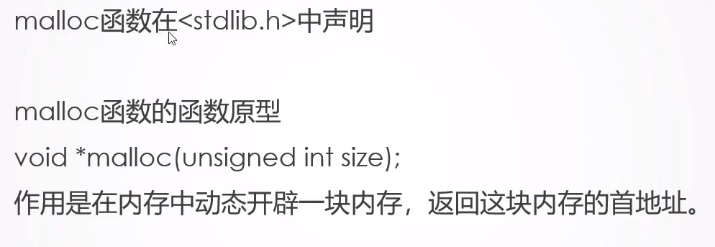 malloc函数在<stdlib.h>中声明
malloc函数的函数原型
void *malloc(unsigned int size);
作用是在内存中动态开辟一块内存，返回这块内存的首地址。